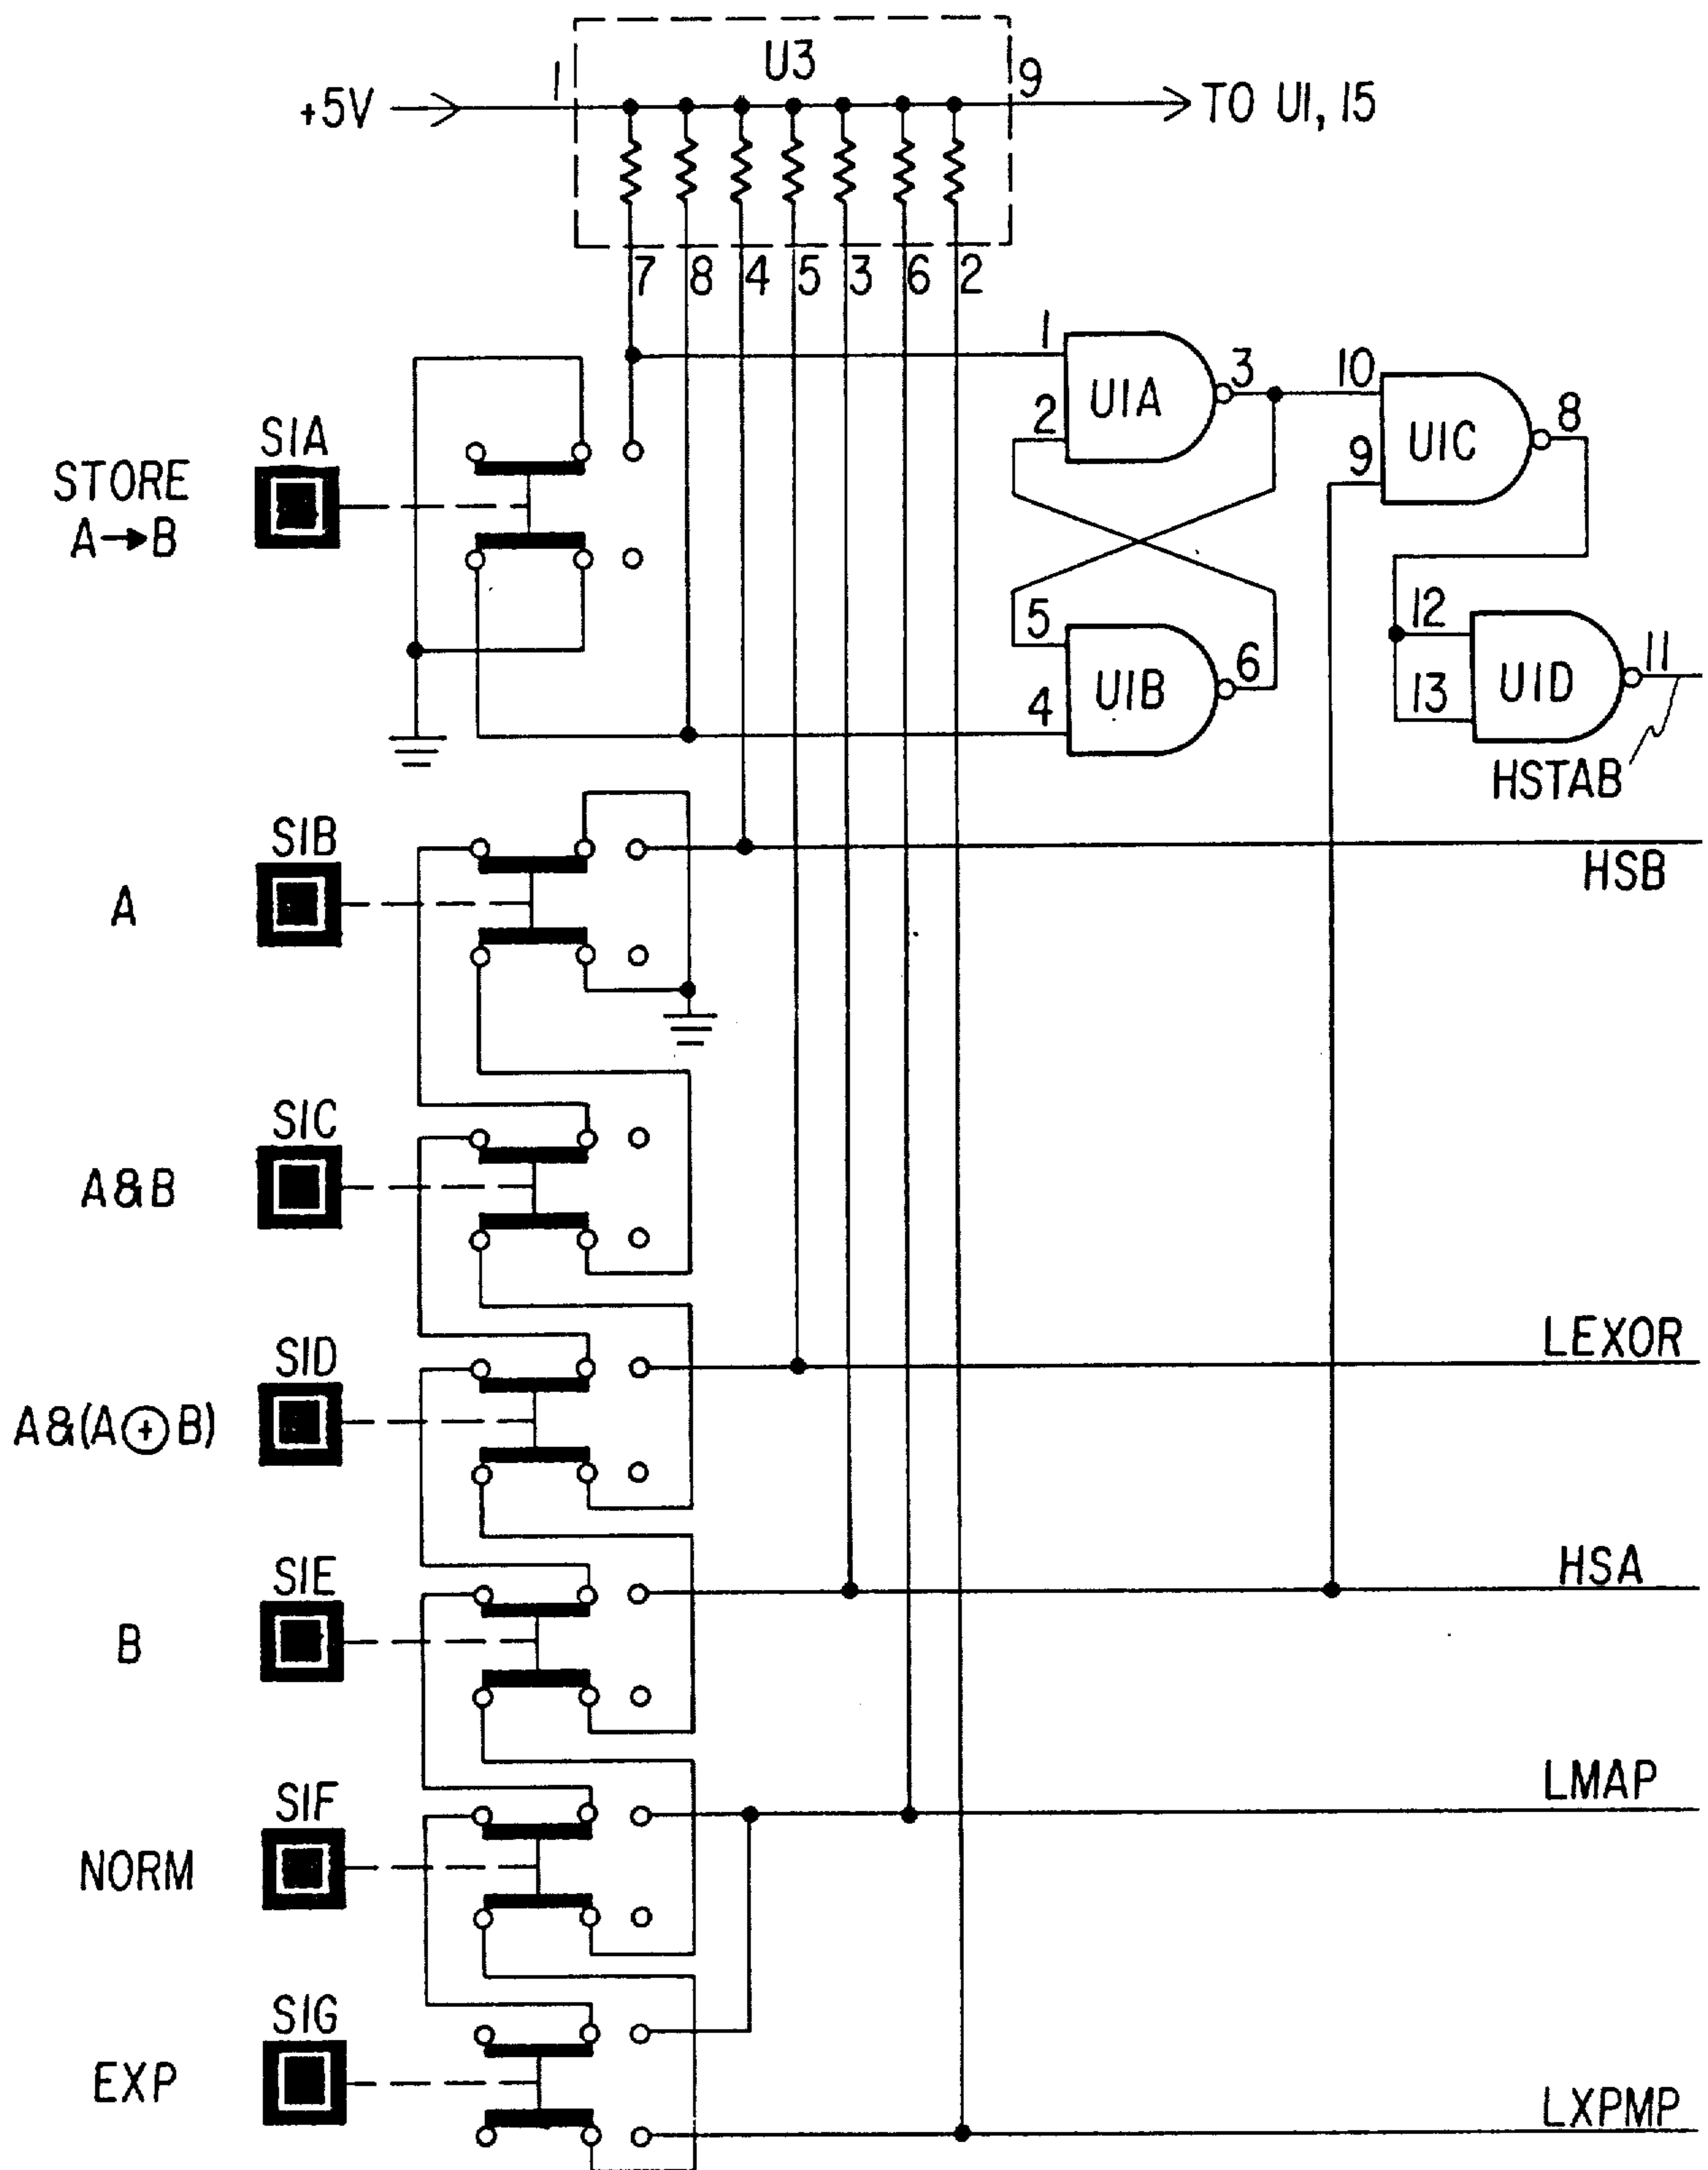 U3
+5V
1
9
TO U1, 15
7 8 4 5 3 6 2
S1A
STORE
A→B
1
2
U1A
3
10
9
U1C
8
5
4
U1B
6
12
13
U1D
11
HSTAB
S1B
A
HSB
S1C
A&B
S1D
A&(A⊕B)
LEXOR
S1E
B
HSA
S1F
NORM
LMAP
S1G
EXP
LXPMP